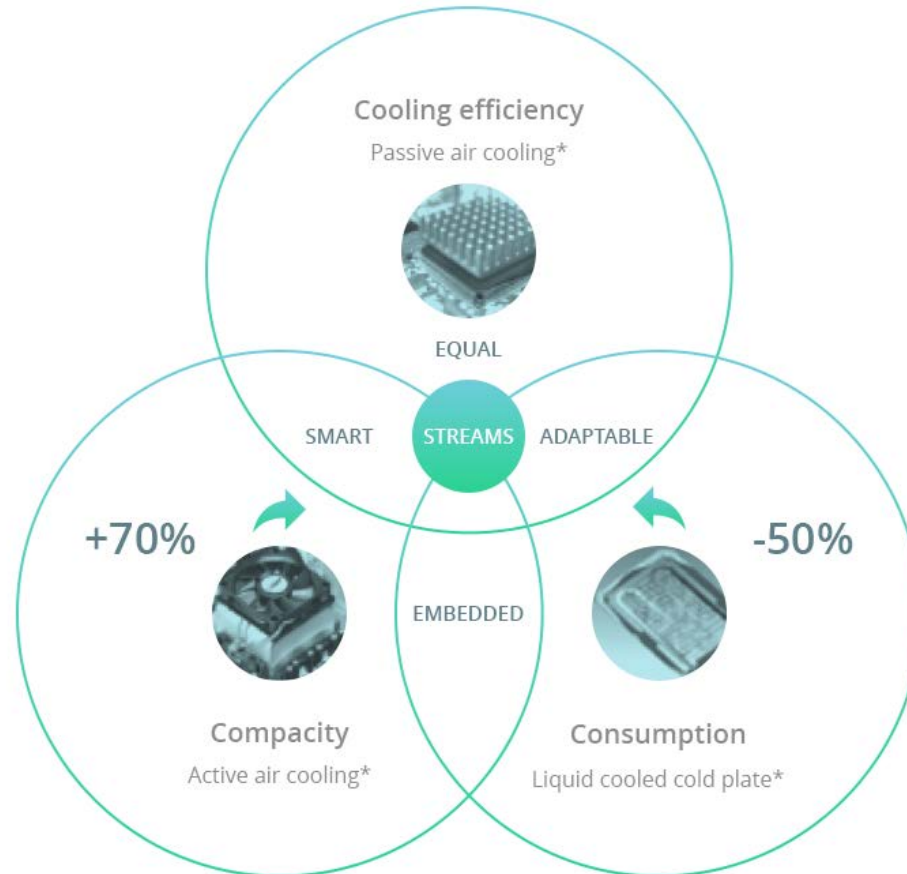 Cooling efficiency
Passive air cooling*
EQUAL
SMART
STREAMS
ADAPTABLE
+70%
-50%
EMBEDDED
Compacity
Active air cooling*
Consumption
Liquid cooled cold plate*